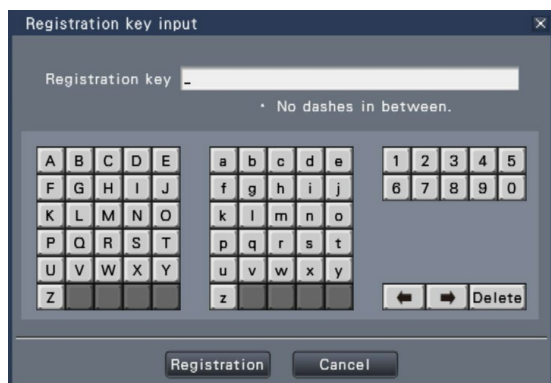 Registration key input
Registration key _
· No dashes in between.
A B C D E a b c d e 1 2 3 4 5
F G H I J f g h i j 6 7 8 9 0
K L M N O k l m n o
P Q R S T p q r s t
U V W X Y u v w x y
Z z Delete
Registration Cancel